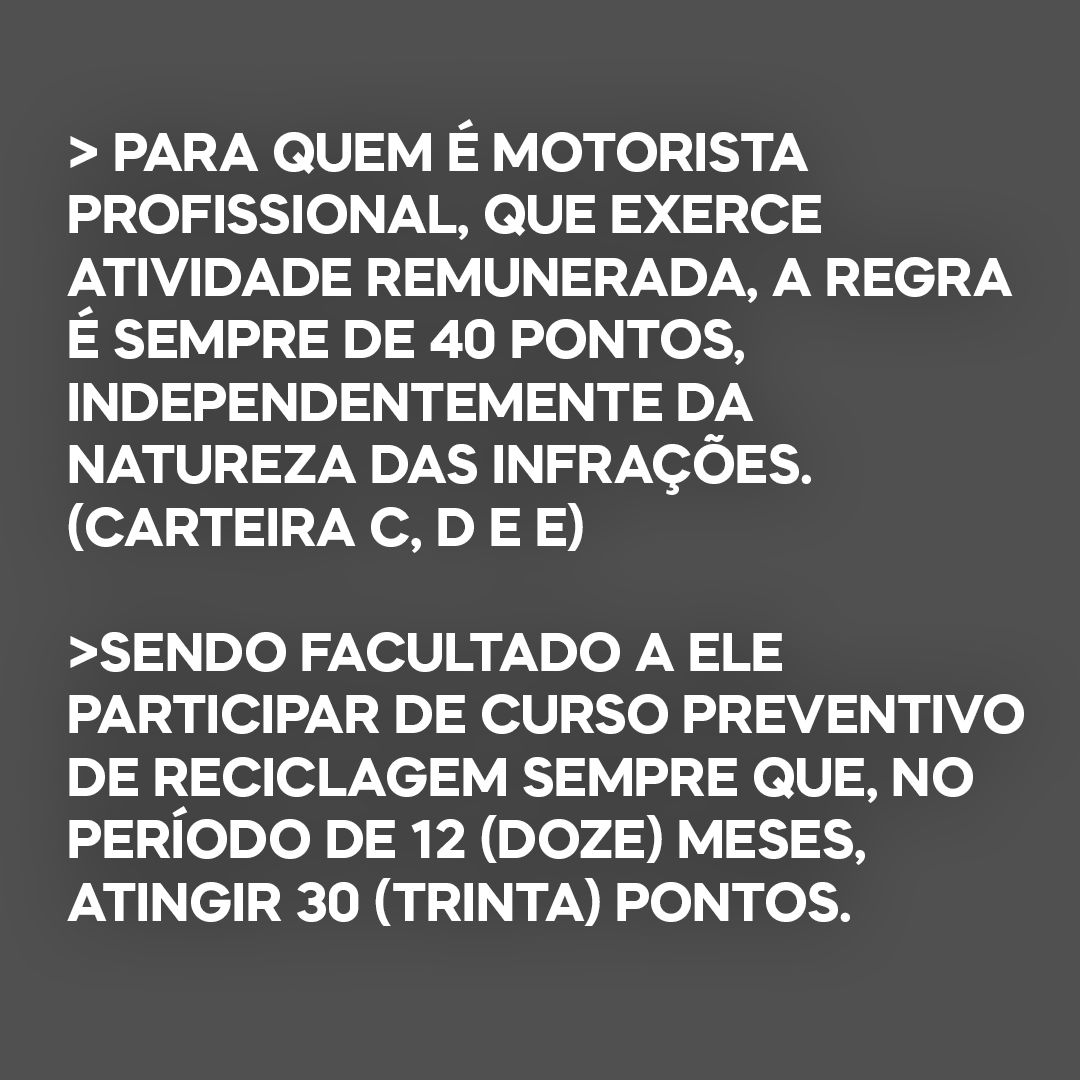 > PARA QUEM É MOTORISTA
PROFISSIONAL, QUE EXERCE
ATIVIDADE REMUNERADA, A REGRA
É SEMPRE DE 40 PONTOS,
INDEPENDENTEMENTE DA
NATUREZA DAS INFRAÇÕES.
(CARTEIRA C, D E E)
>SENDO FACULTADO A ELE
PARTICIPAR DE CURSO PREVENTIVO
DE RECICLAGEM SEMPRE QUE, NO
PERÍODO DE 12 (DOZE) MESES,
ATINGIR 30 (TRINTA) PONTOS.